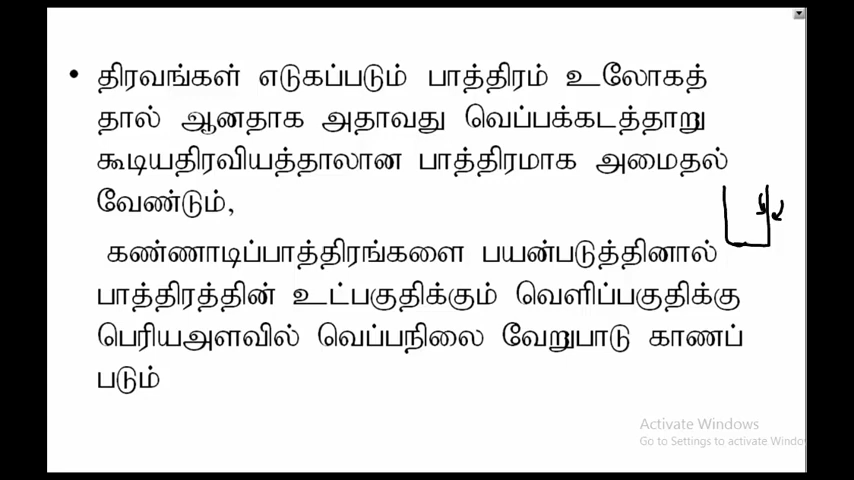 • திரவங்கள் எடுகப்படும் பாத்திரம் உலோகத்
தால் ஆனதாக அதாவது வெப்பக்கடத்தாறு
கூடியதிரவியத்தாலான பாத்திரமாக அமைதல்
வேண்டும்,
கண்ணாடிப்பாத்திரங்களை பயன்படுத்தினால்
பாத்திரத்தின் உட்பகுதிக்கும் வெளிப்பகுதிக்கு
பெரியஅளவில் வெப்பநிலை வேறுபாடு காணப்
படும்
Activate Windows
Go to Settings to activate Windo